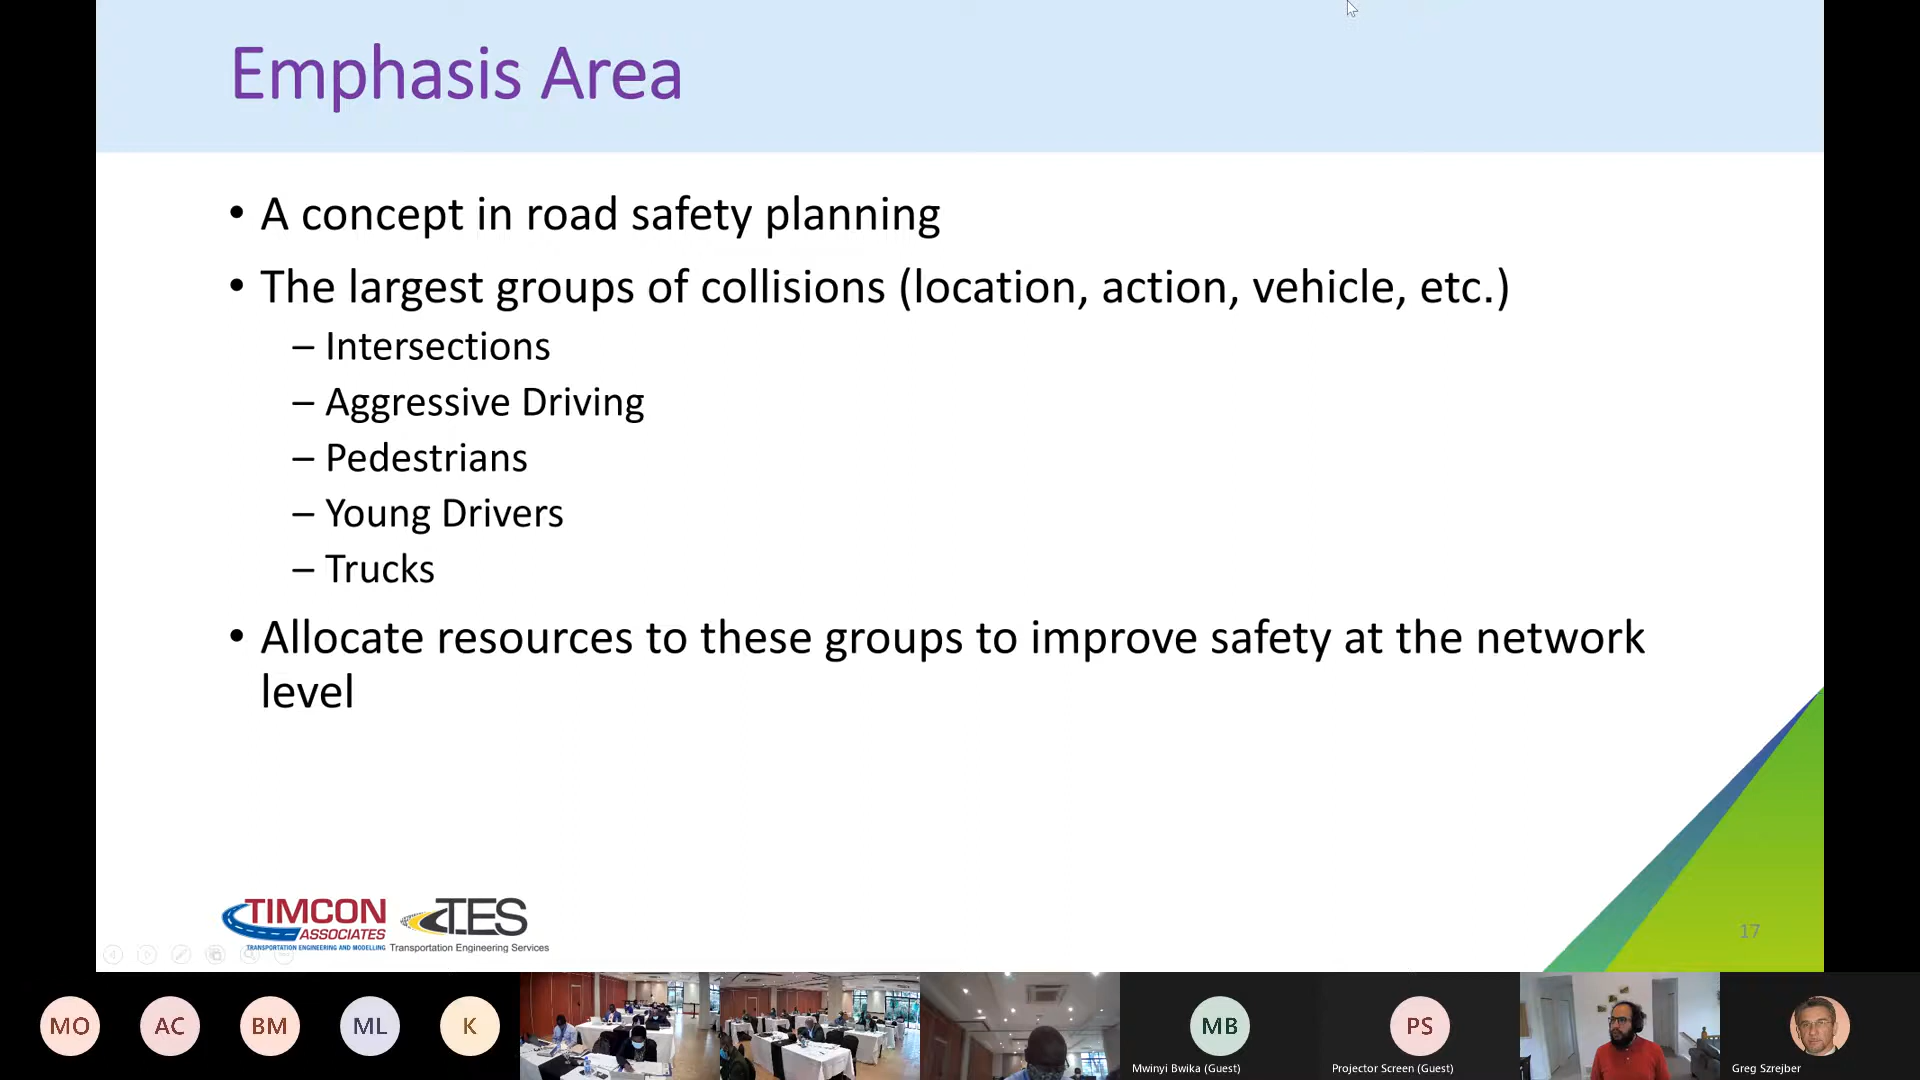 Emphasis Area
• A concept in road safety planning
• The largest groups of collisions (location, action, vehicle, etc.)
– Intersections
– Aggressive Driving
– Pedestrians
– Young Drivers
– Trucks
• Allocate resources to these groups to improve safety at the network
level
TIMCON
ASSOCIATES
TRANSPORTATION ENGINEERING AND MODELLING
TES
Transportation Engineering Services
17
MO
AC
BM
ML
K
MB
Mwinyi Bwika (Guest)
PS
Projector Screen (Guest)
Greg Szrejber